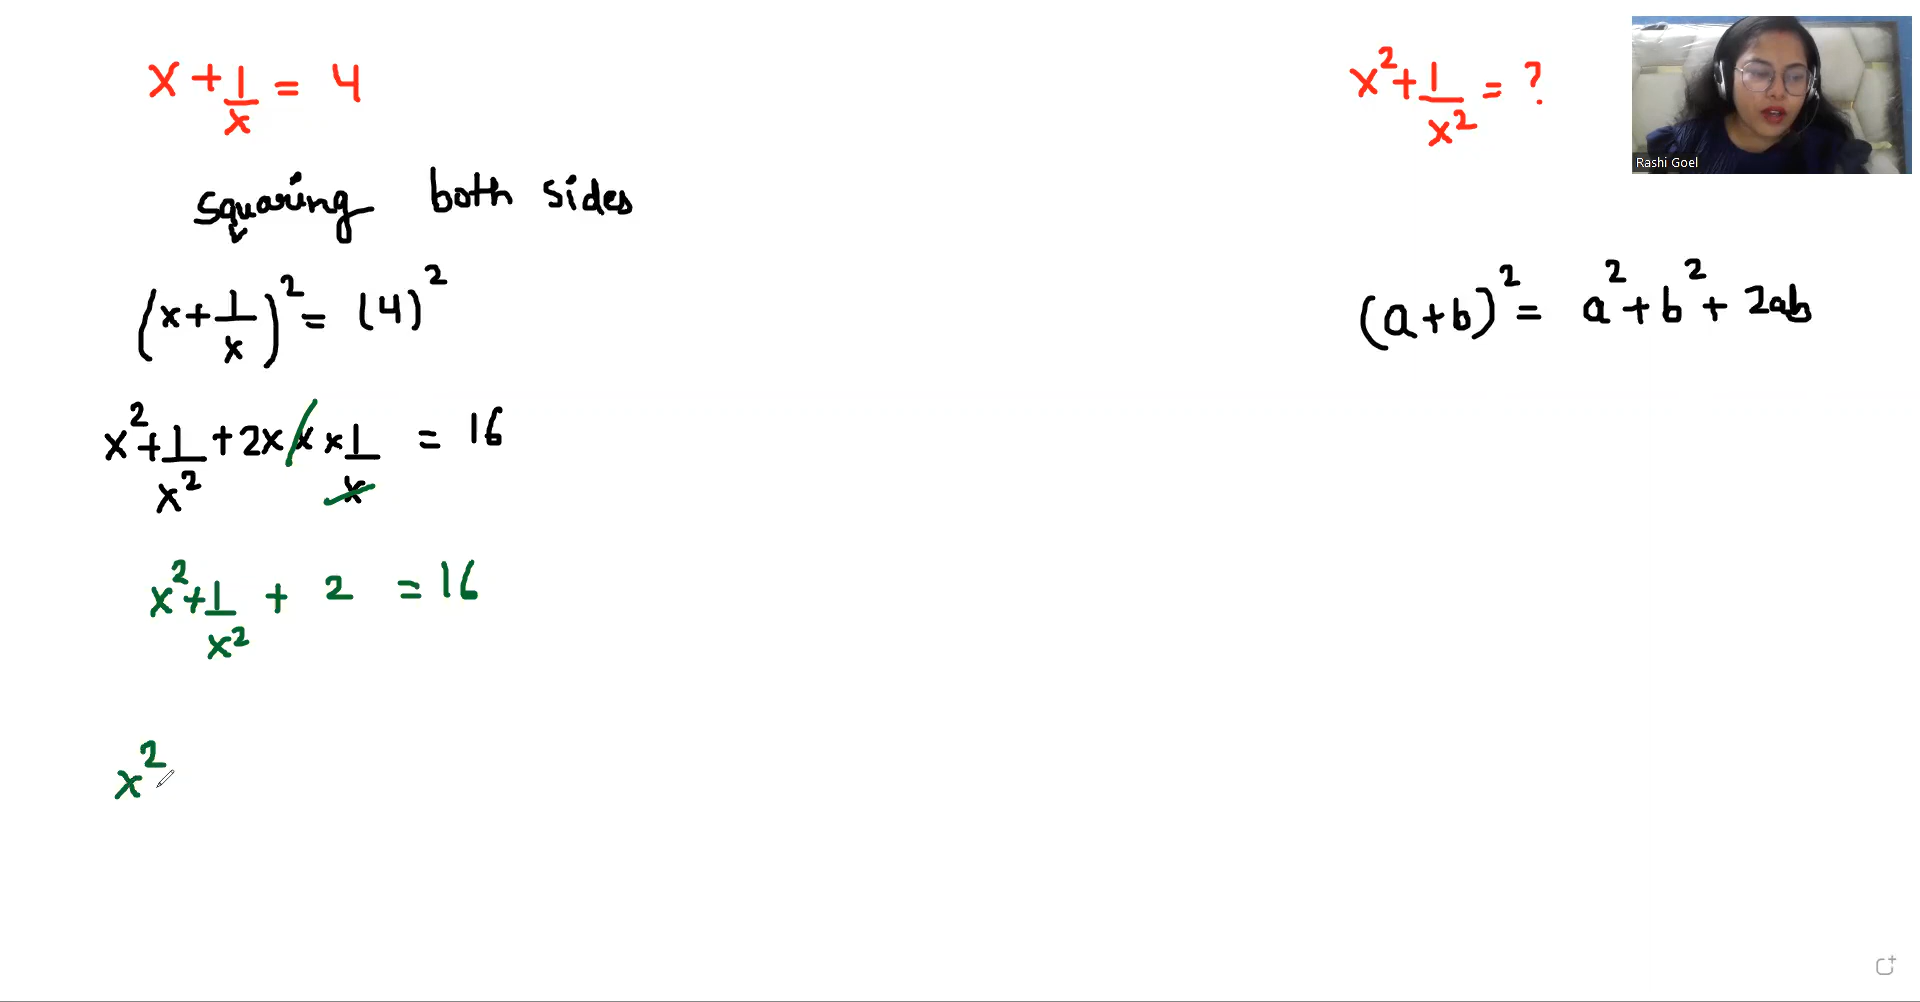 x + 1/x = 4
x² + 1/x² = ?
Rashi Goel
squaring both sides
(x + 1/x)² = (4)²
(a+b)² = a² + b² + 2ab
x² + 1/x² + 2 x x x 1/x = 16
x² + 1/x² + 2 = 16
x²